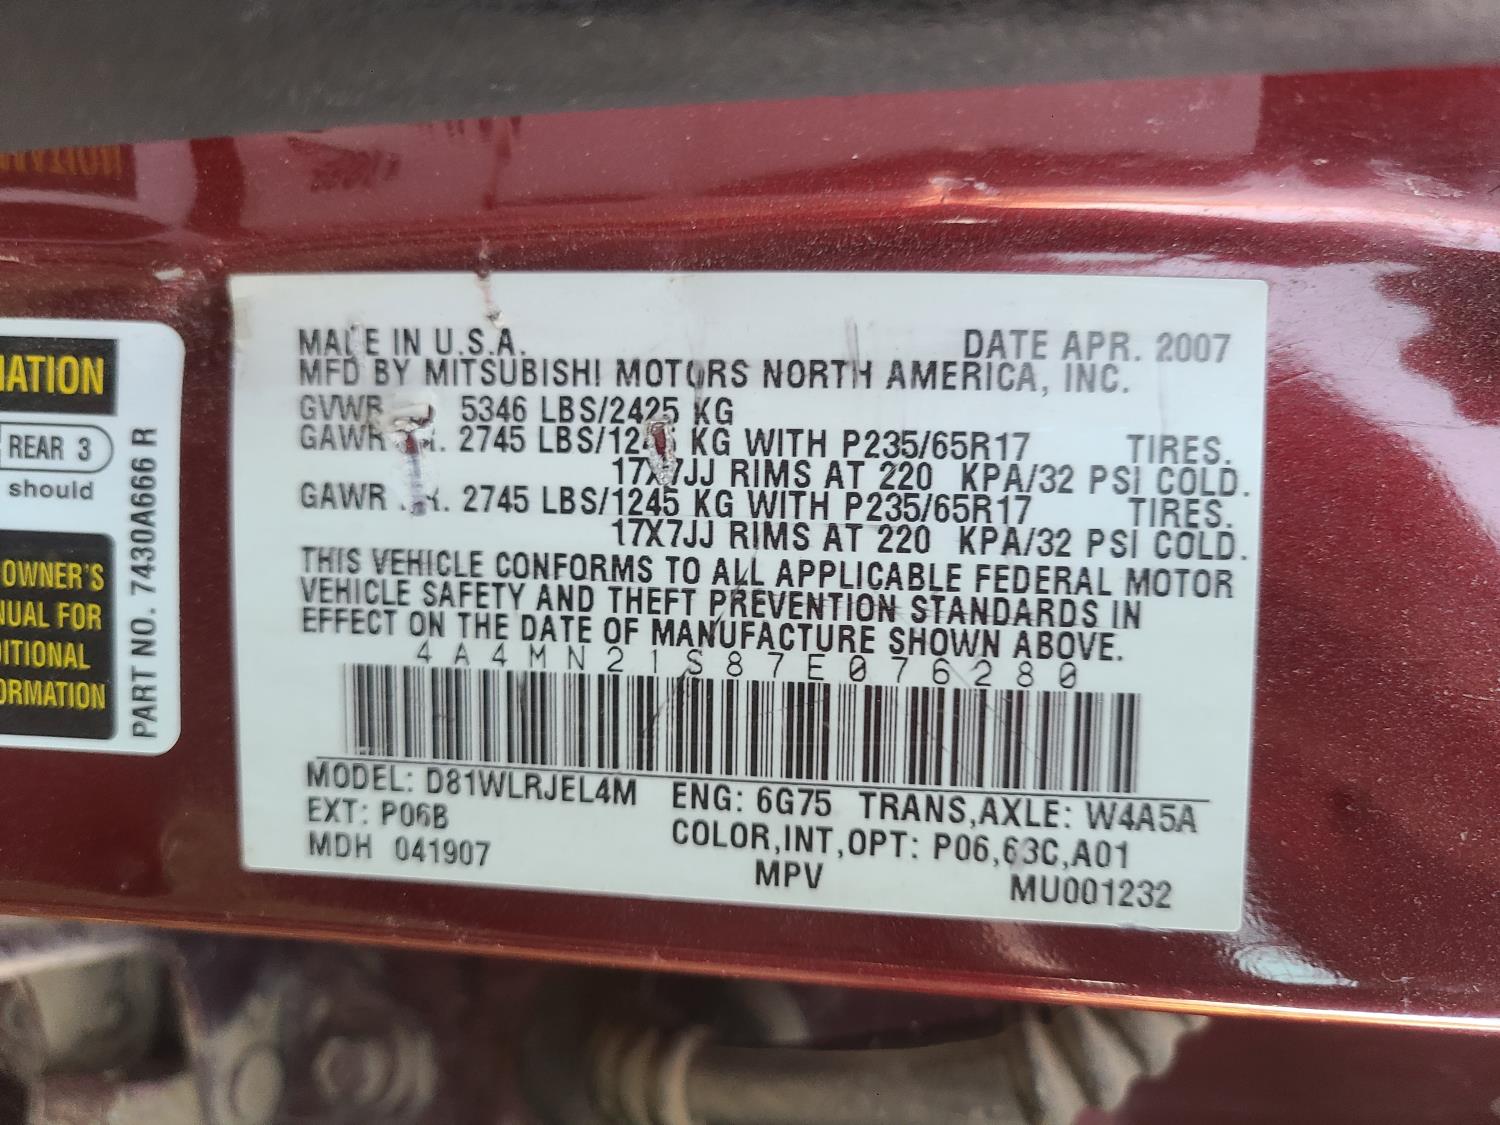 MATION
REAR 3
should
OWNER'S
NUAL FOR
DITIONAL
ORMATION
PART NO. 7430A666 R
MADE IN U.S.A. DATE APR. 2007
MFD BY MITSUBISHI MOTORS NORTH AMERICA, INC.
GVWR 5346 LBS/2425 KG
GAWR 2745 LBS/1245 KG WITH P235/65R17 TIRES.
17X7JJ RIMS AT 220 KPA/32 PSI COLD.
GAWR 2745 LBS/1245 KG WITH P235/65R17 TIRES.
17X7JJ RIMS AT 220 KPA/32 PSI COLD.
THIS VEHICLE CONFORMS TO ALL APPLICABLE FEDERAL MOTOR
VEHICLE SAFETY AND THEFT PREVENTION STANDARDS IN
EFFECT ON THE DATE OF MANUFACTURE SHOWN ABOVE.
4A4MN21S87E076280
MODEL: D81WLRJEL4M ENG: 6G75 TRANS,AXLE: W4A5A
EXT: P06B COLOR,INT,OPT: P06,63C,A01
MDH 041907 MPV MU001232